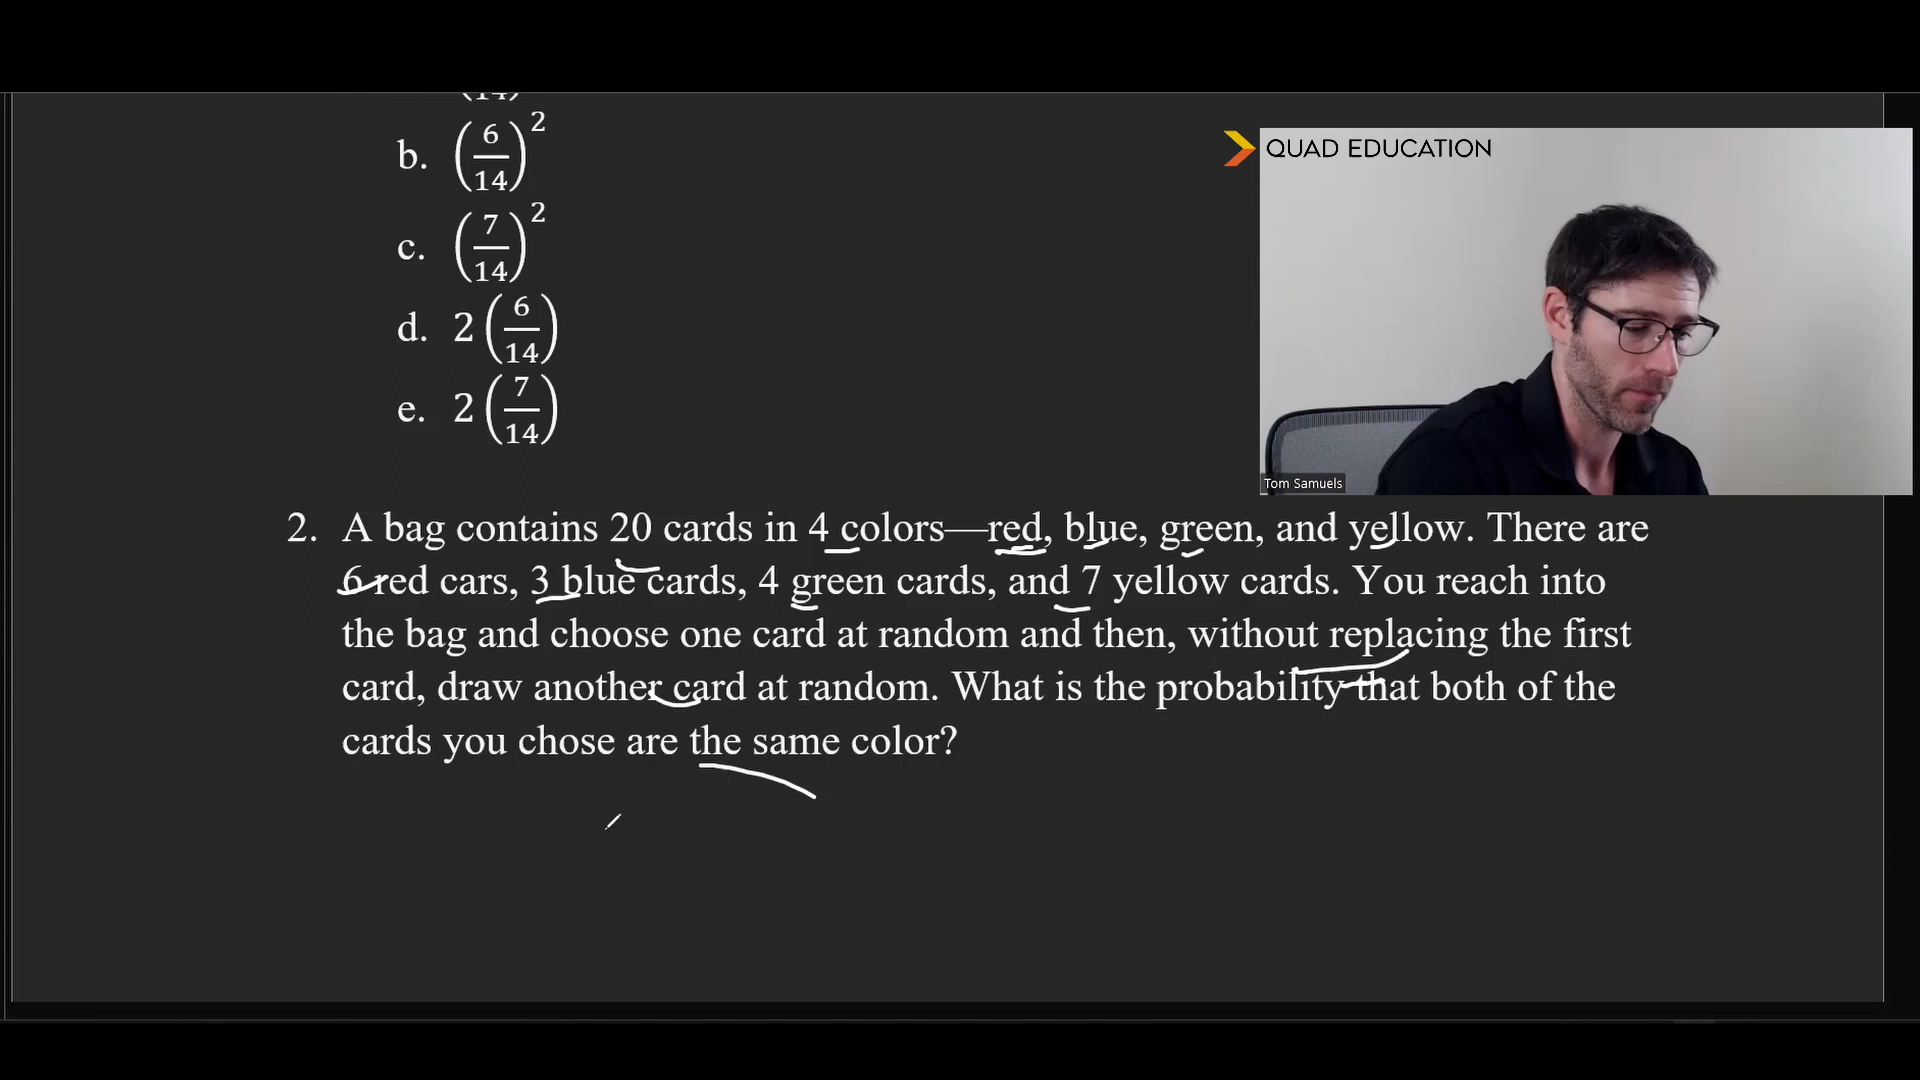 b. (6/14)^2
QUAD EDUCATION
c. (7/14)^2
d. 2(6/14)
e. 2(7/14)
Tom Samuels
2. A bag contains 20 cards in 4 colors—red, blue, green, and yellow. There are
6 red cars, 3 blue cards, 4 green cards, and 7 yellow cards. You reach into
the bag and choose one card at random and then, without replacing the first
card, draw another card at random. What is the probability that both of the
cards you chose are the same color?